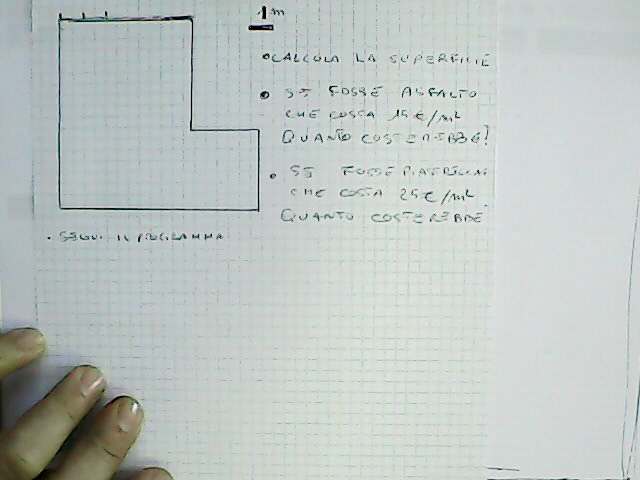 1 m
CALCOLA LA SUPERFICIE
SE FOSSE ASFALTO
CHE COSTA 15 €/m²
QUANTO COSTEREBBE?
SE FOSSE PIASTRELLA
CHE COSTA 25 €/m²
QUANTO COSTEREBBE
SEGUI IL PROGRAMMA